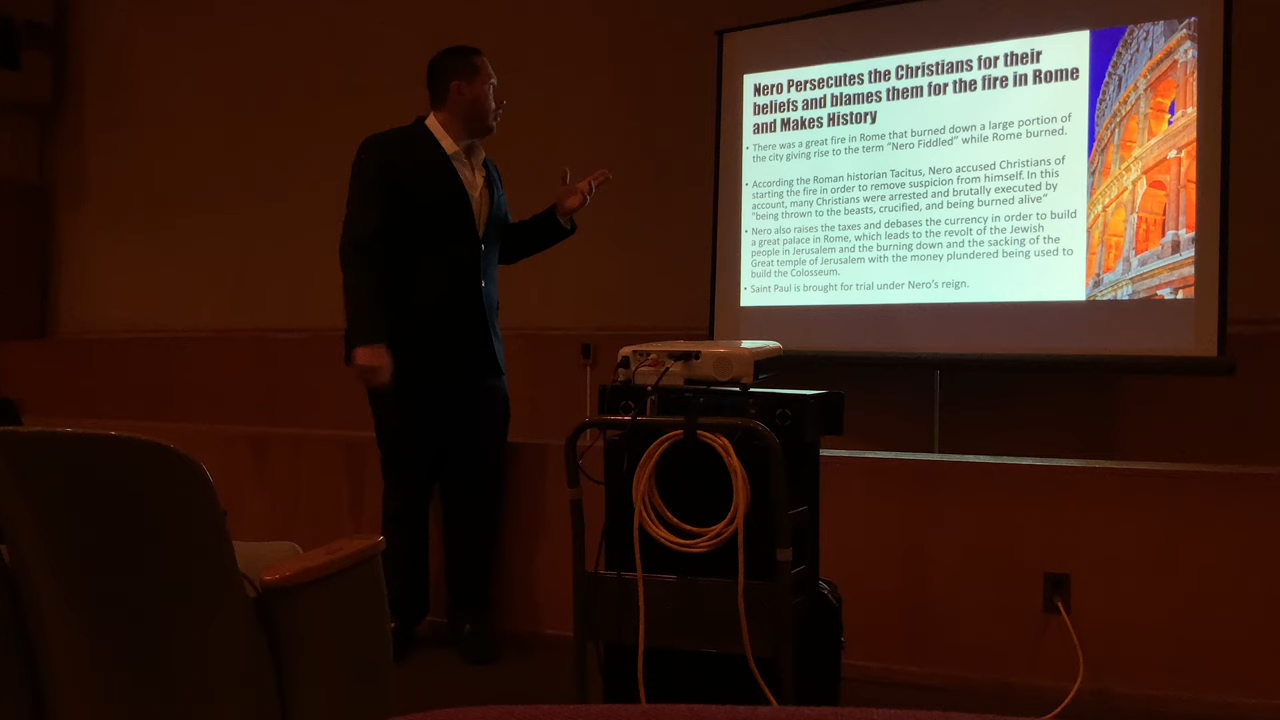 Nero Persecutes the Christians for their
beliefs and blames them for the fire in Rome
and Makes History
• There was a great fire in Rome that burned down a large portion of
the city giving rise to the term “Nero Fiddled” while Rome burned.
• According the Roman historian Tacitus, Nero accused Christians of
starting the fire in order to remove suspicion from himself. In this
account, many Christians were arrested and brutally executed by
“being thrown to the beasts, crucified, and being burned alive”
• Nero also raises the taxes and debases the currency in order to build
a great palace in Rome, which leads to the revolt of the Jewish
people in Jerusalem and the burning down and the sacking of the
Great temple of Jerusalem with the money plundered being used to
build the Colosseum.
• Saint Paul is brought for trial under Nero’s reign.